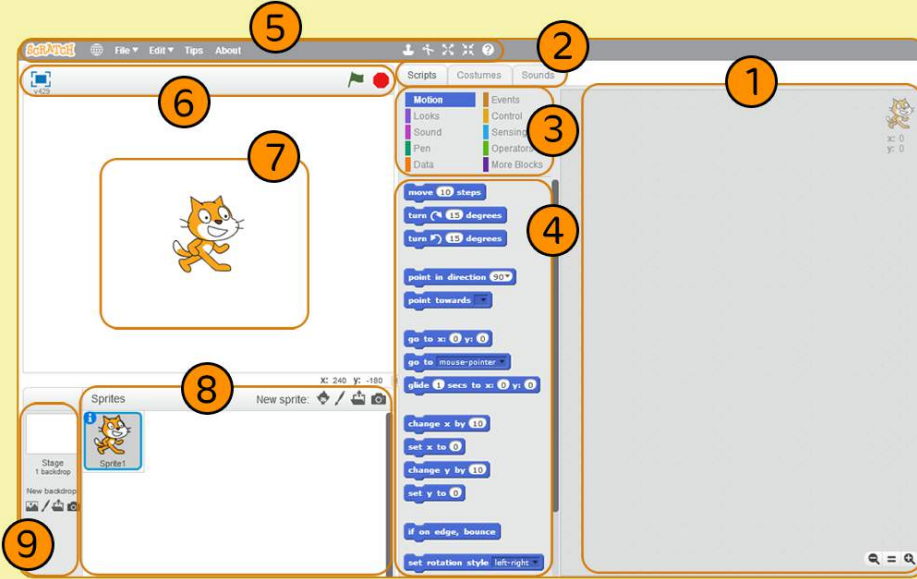 5
SCRATCH File Edit Tips About
2
1
v429
6
Scripts Costumes Sounds
Motion Events
Looks Control
Sound Sensing
Pen Operators
Data More Blocks
3
x: 0
y: 0
7
4
move 10 steps
turn 15 degrees
turn 15 degrees
point in direction 90
point towards
go to x: 0 y: 0
go to mouse-pointer
glide 1 secs to x: 0 y: 0
change x by 10
set x to 0
change y by 10
set y to 0
if on edge, bounce
set rotation style left-right
X: 240 y: -180
8
Sprites New sprite:
Sprite1
Stage
1 backdrop
New backdrop
9